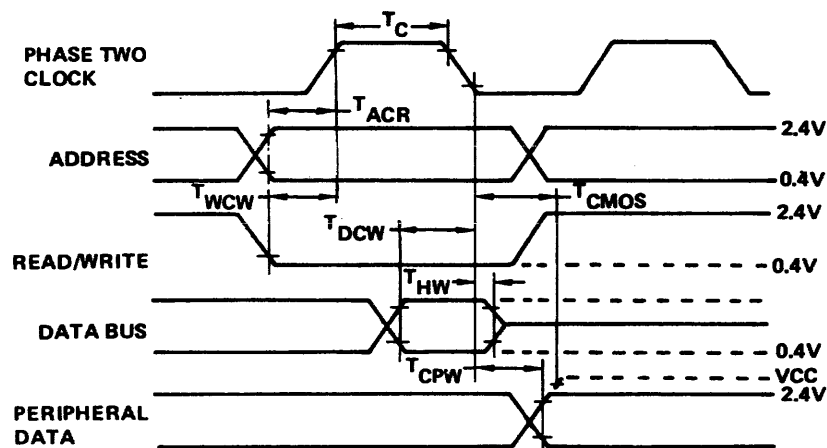 T_C
PHASE TWO
CLOCK
T_ACR
2.4V
ADDRESS
0.4V
T_WCW
T_CMOS
2.4V
T_DCW
READ/WRITE
0.4V
T_HW
DATA BUS
0.4V
T_CPW
VCC
2.4V
PERIPHERAL
DATA